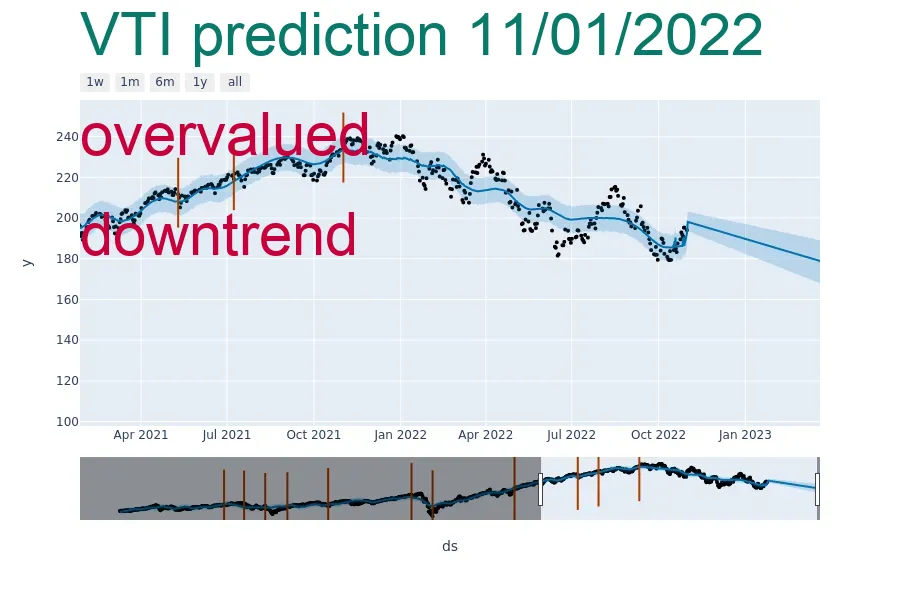 VTI prediction 11/01/2022
1w 1m 6m 1y all
overvalued
downtrend
y
240
220
200
180
160
140
120
100
Apr 2021 Jul 2021 Oct 2021 Jan 2022 Apr 2022 Jul 2022 Oct 2022 Jan 2023
ds